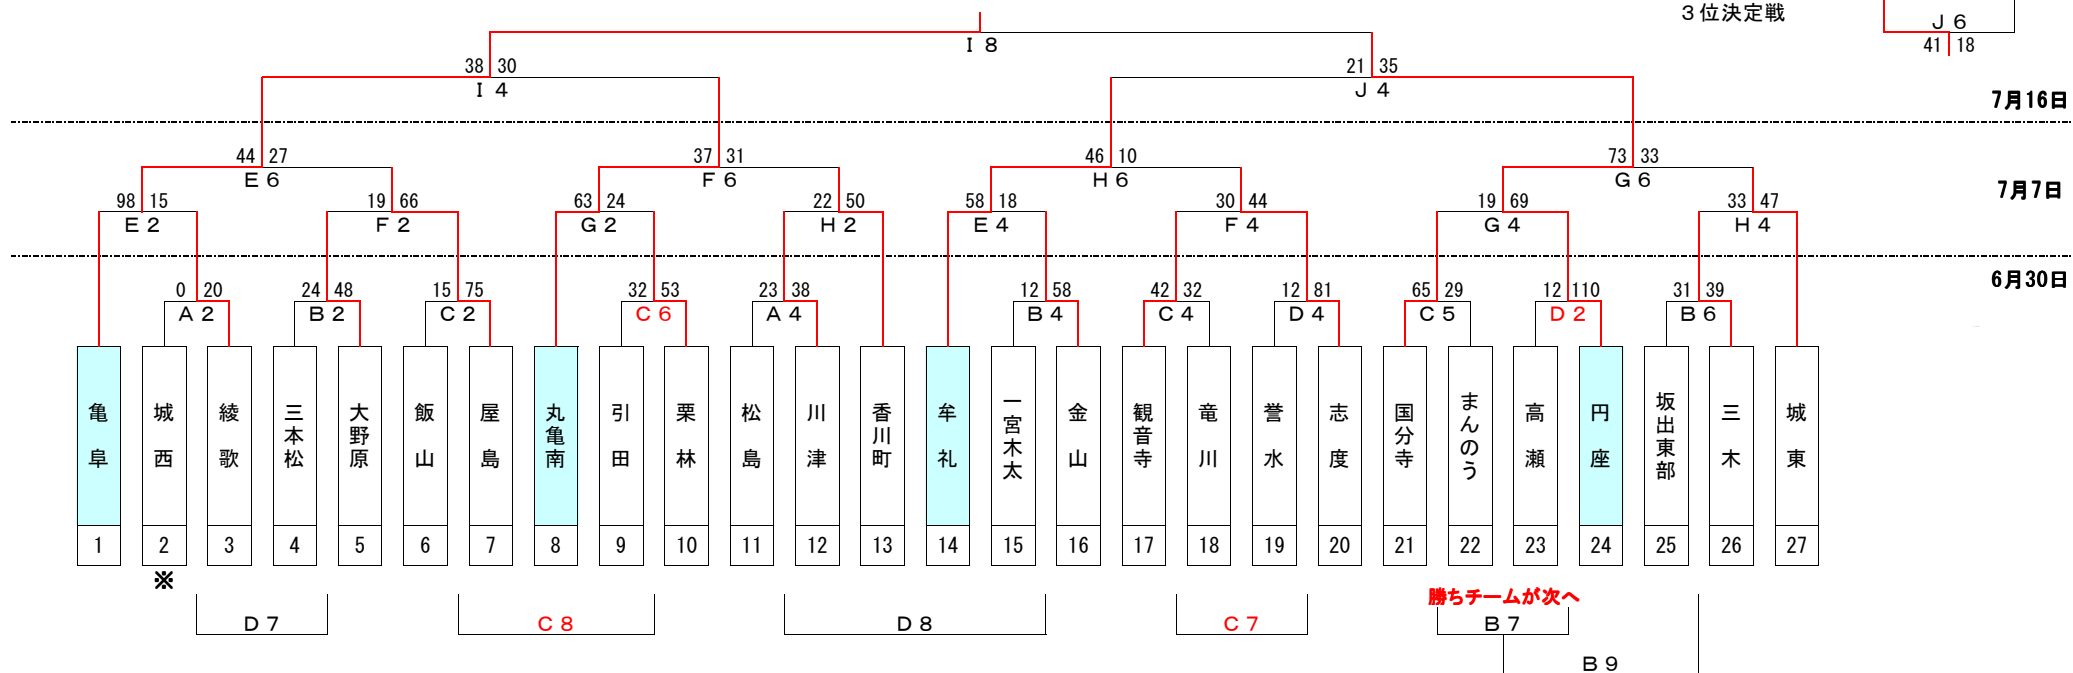 ３位決定戦
Ｊ６
41 18
Ｉ８
38 30
Ｉ４
21 35
Ｊ４
7月16日
44 27
Ｅ６
37 31
Ｆ６
46 10
Ｈ６
73 33
Ｇ６
7月7日
98 15
Ｅ２
19 66
Ｆ２
63 24
Ｇ２
22 50
Ｈ２
58 18
Ｅ４
30 44
Ｆ４
19 69
Ｇ４
33 47
Ｈ４
6月30日
0 20
Ａ２
24 48
Ｂ２
15 75
Ｃ２
32 53
Ｃ６
23 38
Ａ４
12 58
Ｂ４
42 32
Ｃ４
12 81
Ｄ４
65 29
Ｃ５
12 110
Ｄ２
31 39
Ｂ６
亀阜
城西
綾歌
三本松
大野原
飯山
屋島
丸亀南
引田
栗林
松島
川津
香川町
牟礼
一宮木太
金山
観音寺
竜川
誉水
志度
国分寺
まんのう
高瀬
円座
坂出東部
三木
城東
1 2 3 4 5 6 7 8 9 10 11 12 13 14 15 16 17 18 19 20 21 22 23 24 25 26 27
※
勝ちチームが次へ
Ｄ７
Ｃ８
Ｄ８
Ｃ７
Ｂ７
Ｂ９